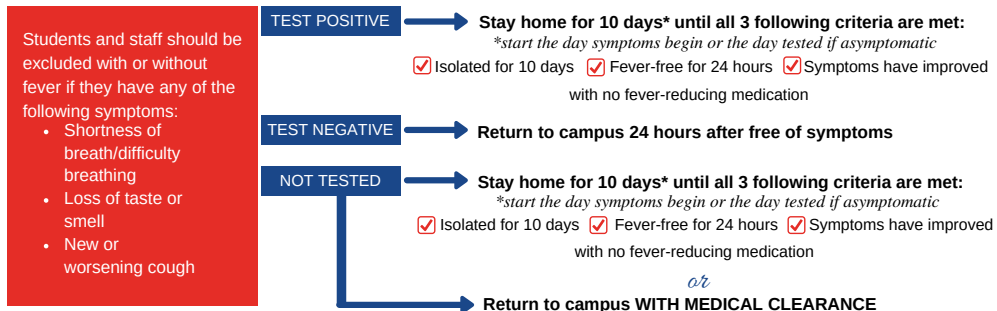 Students and staff should be
excluded with or without
fever if they have any of the
following symptoms:
• Shortness of
breath/difficulty
breathing
• Loss of taste or
smell
• New or
worsening cough
TEST POSITIVE
Stay home for 10 days* until all 3 following criteria are met:
*start the day symptoms begin or the day tested if asymptomatic
Isolated for 10 days Fever-free for 24 hours Symptoms have improved
with no fever-reducing medication
TEST NEGATIVE
Return to campus 24 hours after free of symptoms
NOT TESTED
Stay home for 10 days* until all 3 following criteria are met:
*start the day symptoms begin or the day tested if asymptomatic
Isolated for 10 days Fever-free for 24 hours Symptoms have improved
with no fever-reducing medication
or
Return to campus WITH MEDICAL CLEARANCE